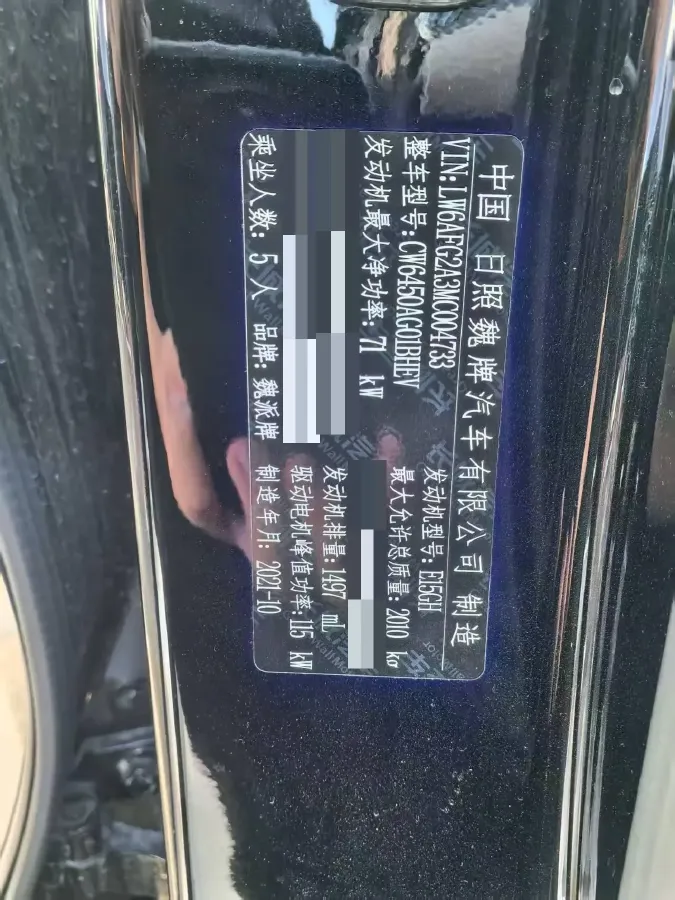 中国 日照魏牌汽车有限公司 制造
VIN:LW6AFG2A3MC004733
整车型号:CW6450AG01BHEV 发动机型号:E15GH
发动机最大净功率:71 kW 最大允许总质量:2010 kg
发动机排量:1497 mL
驱动电机峰值功率:115 kW
乘坐人数: 5 人 品牌: 魏派牌 制造年月: 2021-10